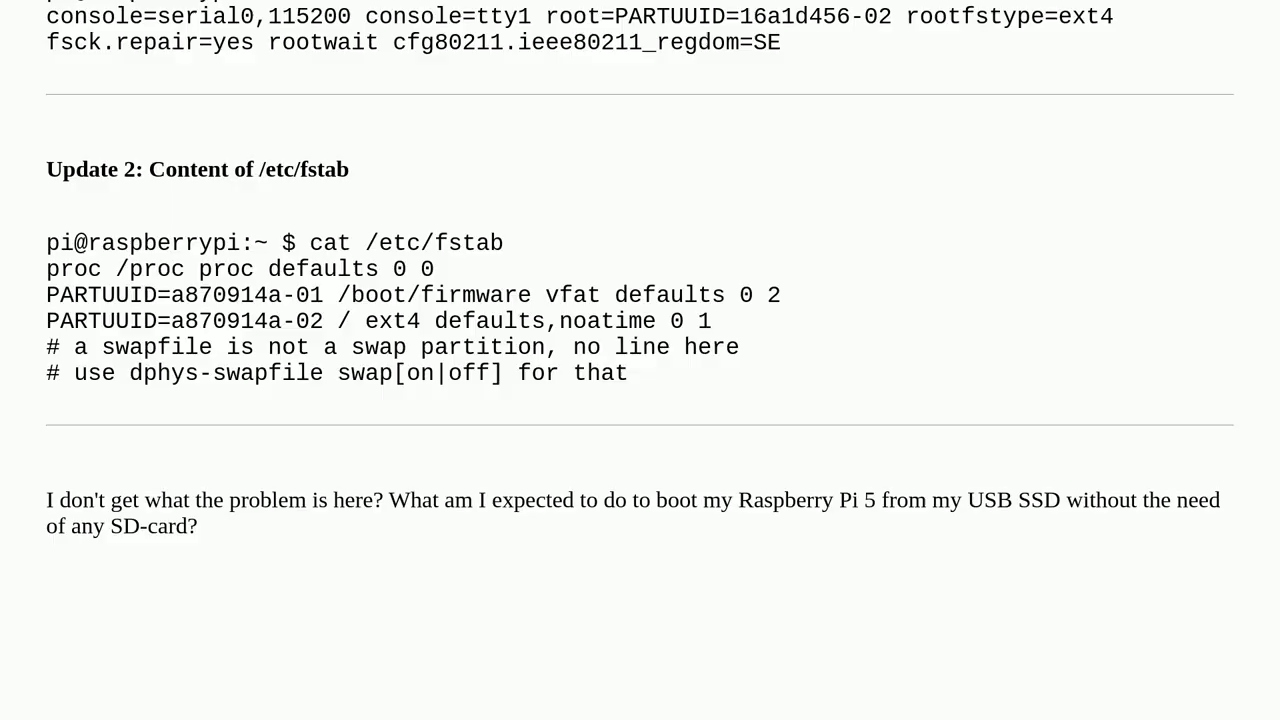 console=serial0,115200 console=tty1 root=PARTUUID=16a1d456-02 rootfstype=ext4
fsck.repair=yes rootwait cfg80211.ieee80211_regdom=SE
Update 2: Content of /etc/fstab
pi@raspberrypi:~ $ cat /etc/fstab
proc /proc proc defaults 0 0
PARTUUID=a870914a-01 /boot/firmware vfat defaults 0 2
PARTUUID=a870914a-02 / ext4 defaults,noatime 0 1
# a swapfile is not a swap partition, no line here
# use dphys-swapfile swap[on|off] for that
I don't get what the problem is here? What am I expected to do to boot my Raspberry Pi 5 from my USB SSD without the need
of any SD-card?